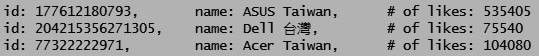 id: 177612180793,      name: ASUS Taiwan,      # of likes: 535405
id: 204215356271305,   name: Dell 台灣,        # of likes: 75540
id: 77322222971,       name: Acer Taiwan,      # of likes: 104080